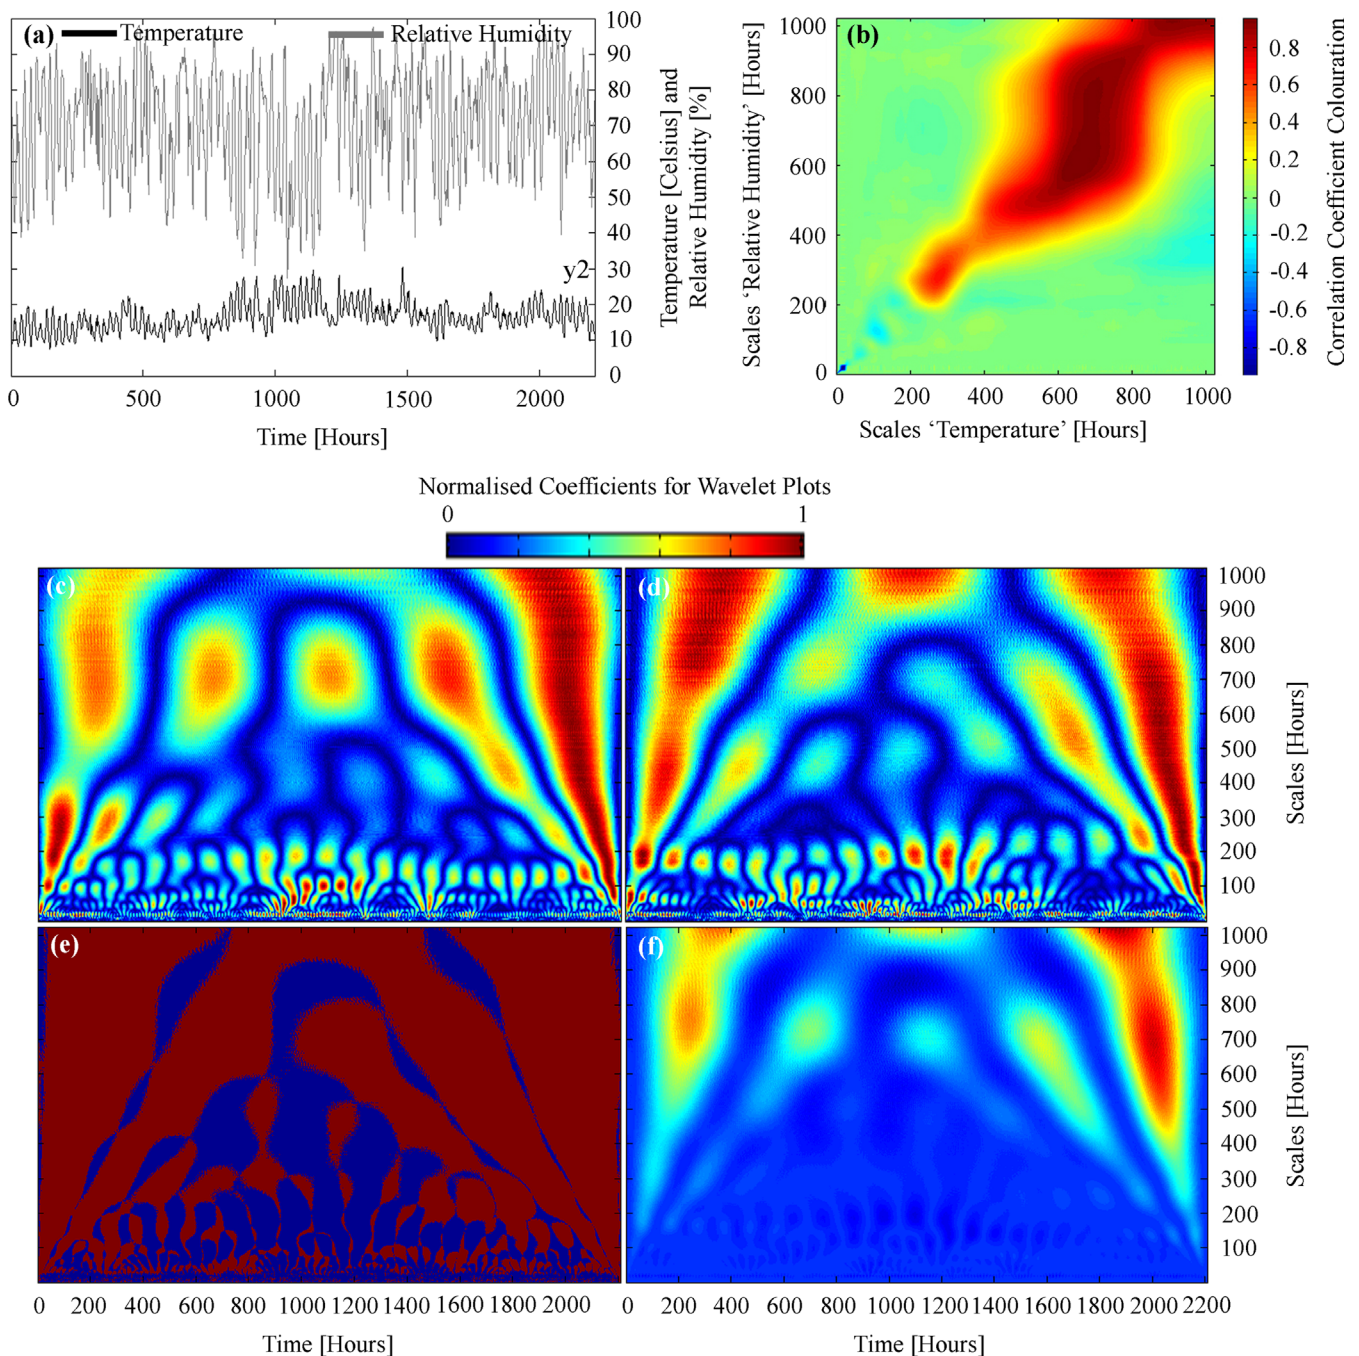 (a) Temperature Relative Humidity
100
90
80
70
60
50
40
30
20
10
0
y2
Temperature [Celsius] and
Relative Humidity [%]
0 500 1000 1500 2000
Time [Hours]
(b)
1000
800
600
400
200
0
Scales ‘Relative Humidity’ [Hours]
0 200 400 600 800 1000
Scales ‘Temperature’ [Hours]
0.8
0.6
0.4
0.2
0
-0.2
-0.4
-0.6
-0.8
Correlation Coefficient Colouration
Normalised Coefficients for Wavelet Plots
0 1
(c)
(d)
1000
900
800
700
600
500
400
300
200
100
Scales [Hours]
(e)
(f)
1000
900
800
700
600
500
400
300
200
100
Scales [Hours]
0 200 400 600 800 1000 1200 1400 1600 1800 2000
Time [Hours]
0 200 400 600 800 1000 1200 1400 1600 1800 2000 2200
Time [Hours]